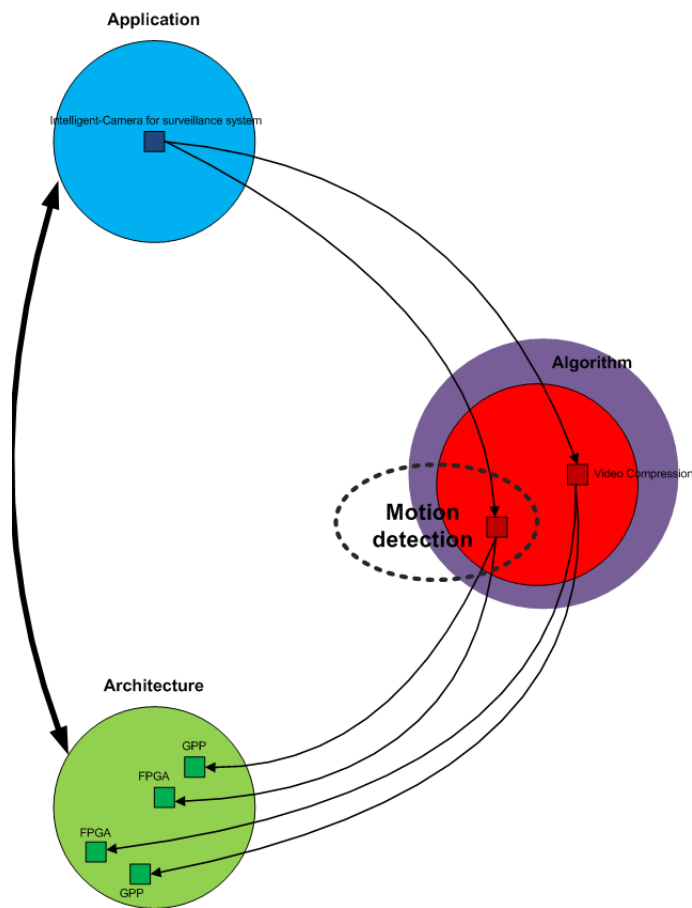 Application
Intelligent-Camera for surveillance system
Algorithm
Video Compression
Motion
detection
Architecture
GPP
FPGA
FPGA
GPP